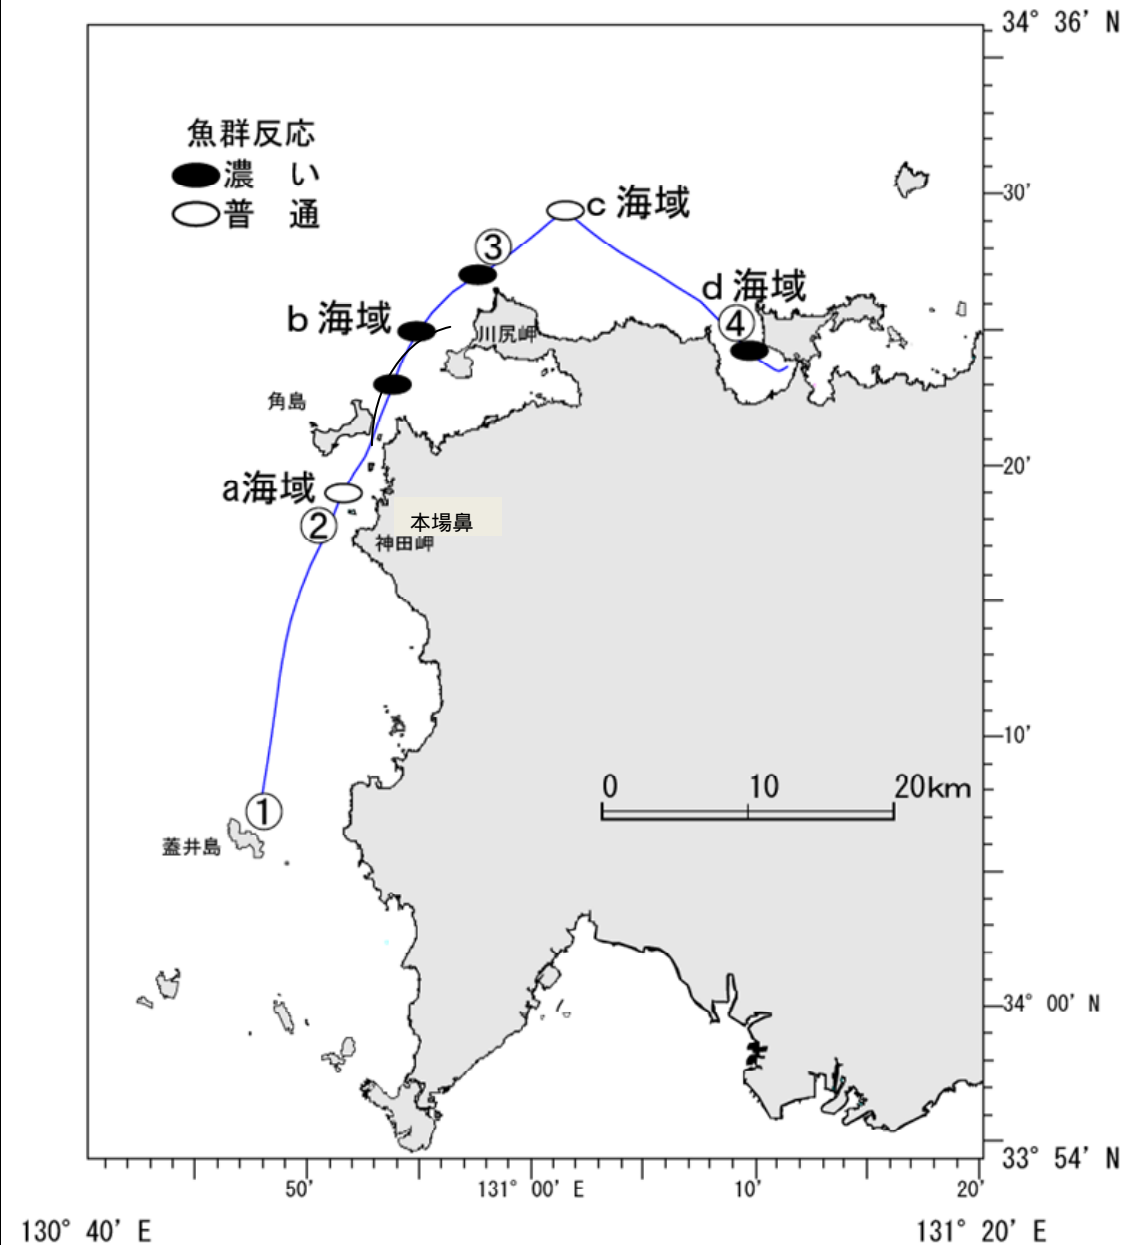 34° 36′ N
魚群反応
濃　い
普　通
30′
c 海域
③
d 海域
b 海域
④
川尻岬
角島
20′
a海域
②
本場鼻
神田岬
10′
0 10 20km
①
蓋井島
34° 00′ N
33° 54′ N
50′ 131° 00′ E 10′ 20′
130° 40′ E 131° 20′ E